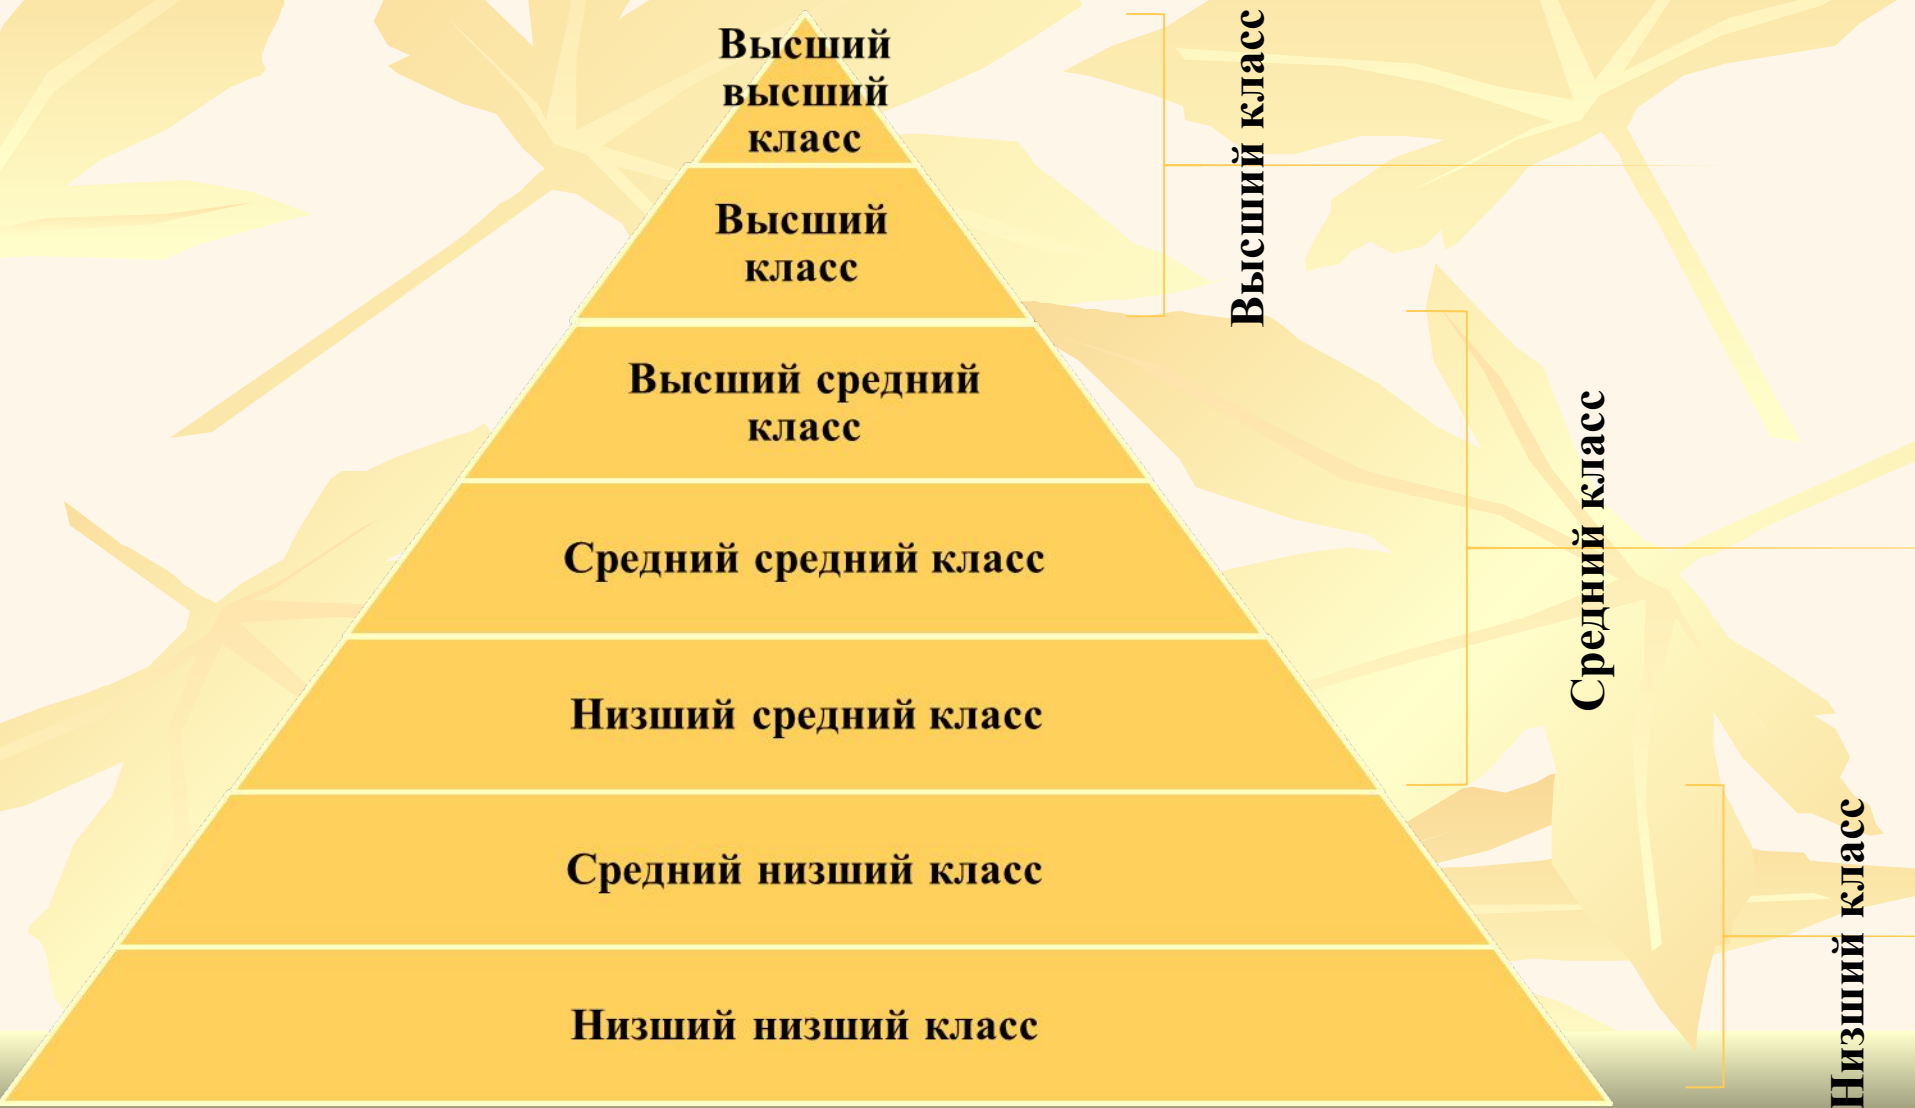 Высший
высший
класс
Высший
класс
Высший средний
класс
Средний средний класс
Низший средний класс
Средний низший класс
Низший низший класс
Высший класс
Средний класс
Низший класс